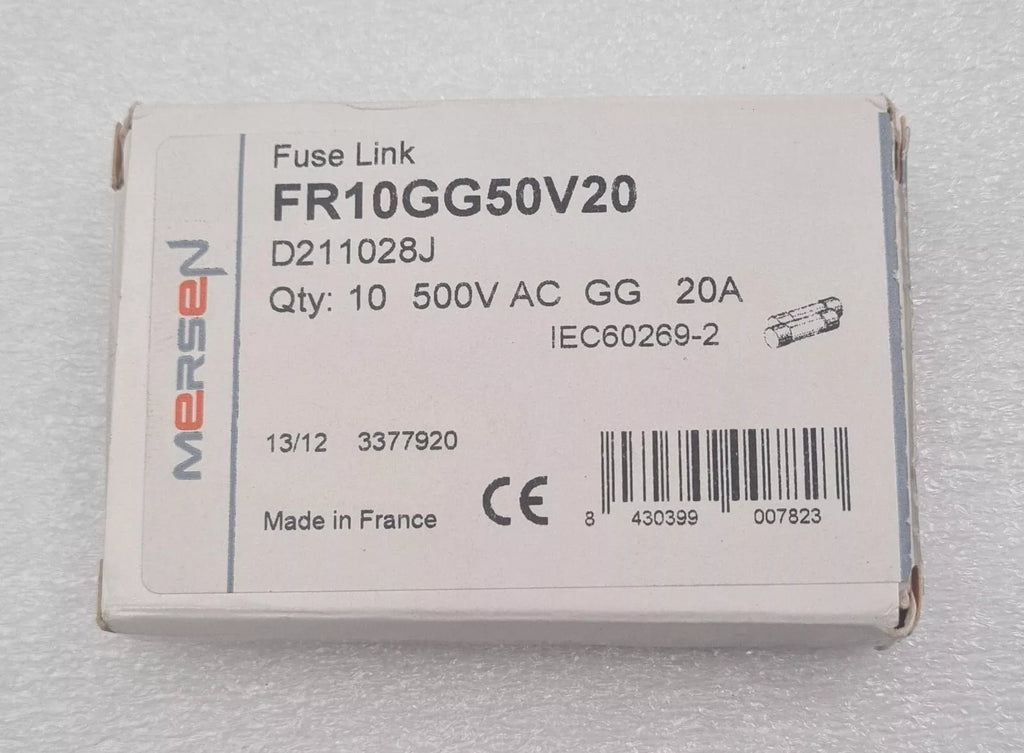 MERSEN
Fuse Link
FR10GG50V20
D211028J
Qty: 10 500V AC GG 20A
IEC60269-2
13/12 3377920
Made in France
CE
8 430399 007823